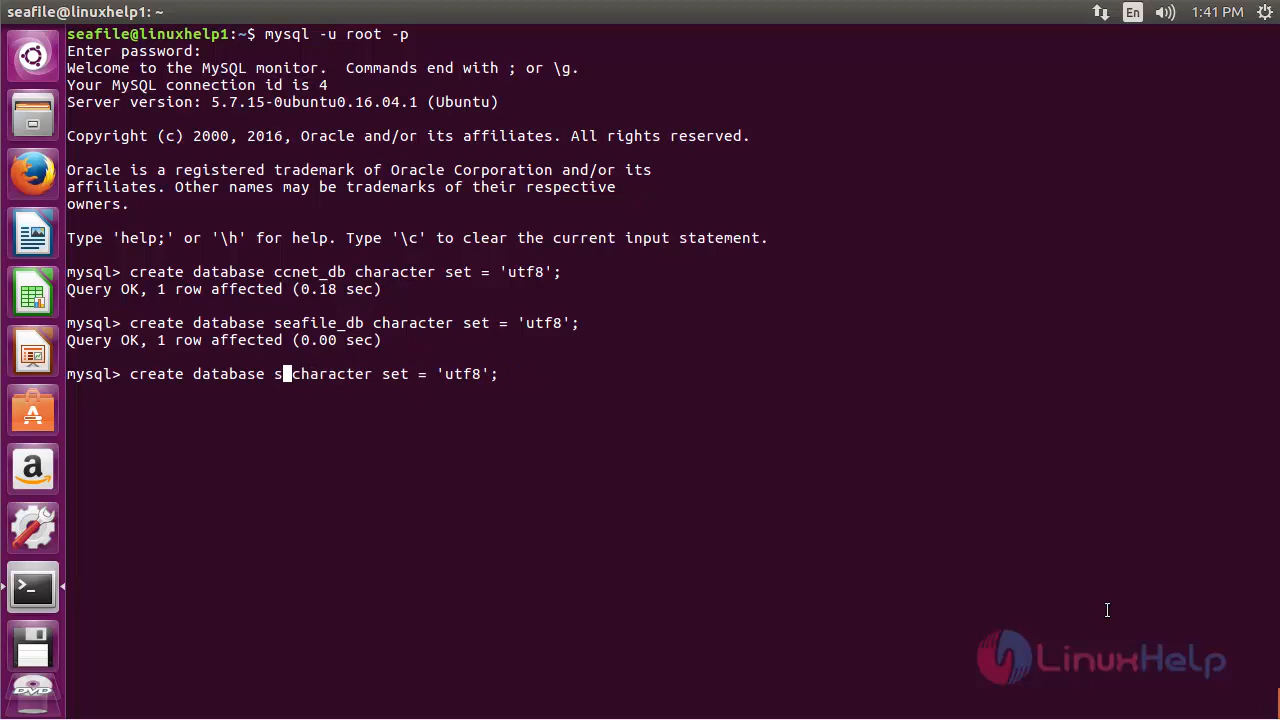 seafile@linuxhelp1: ~
En
1:41 PM
seafile@linuxhelp1:~$ mysql -u root -p
Enter password:
Welcome to the MySQL monitor.  Commands end with ; or \g.
Your MySQL connection id is 4
Server version: 5.7.15-0ubuntu0.16.04.1 (Ubuntu)
Copyright (c) 2000, 2016, Oracle and/or its affiliates. All rights reserved.
Oracle is a registered trademark of Oracle Corporation and/or its
affiliates. Other names may be trademarks of their respective
owners.
Type 'help;' or '\h' for help. Type '\c' to clear the current input statement.
mysql> create database ccnet_db character set = 'utf8';
Query OK, 1 row affected (0.18 sec)
mysql> create database seafile_db character set = 'utf8';
Query OK, 1 row affected (0.00 sec)
mysql> create database s character set = 'utf8';
LinuxHelp
DVD